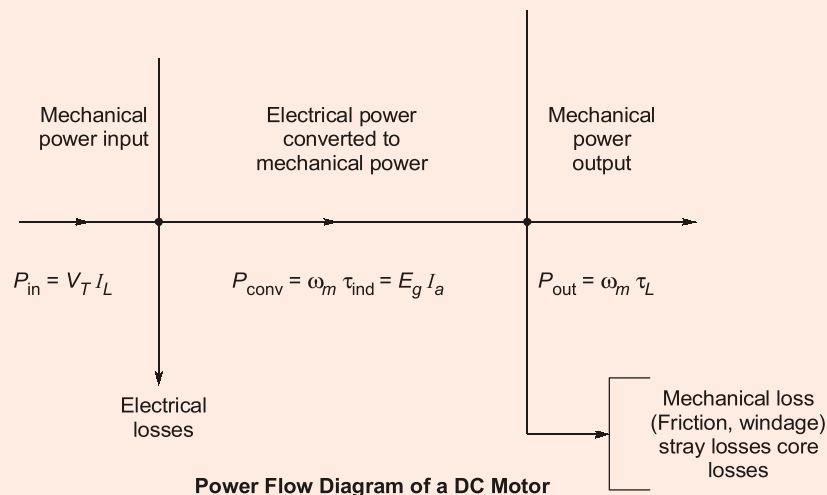 Mechanical
power input
Electrical power
converted to
mechanical power
Mechanical
power
output
P_in = V_T I_L
P_conv = ω_m τ_ind = E_g I_a
P_out = ω_m τ_L
Electrical
losses
Mechanical loss
(Friction, windage)
stray losses core
losses
Power Flow Diagram of a DC Motor